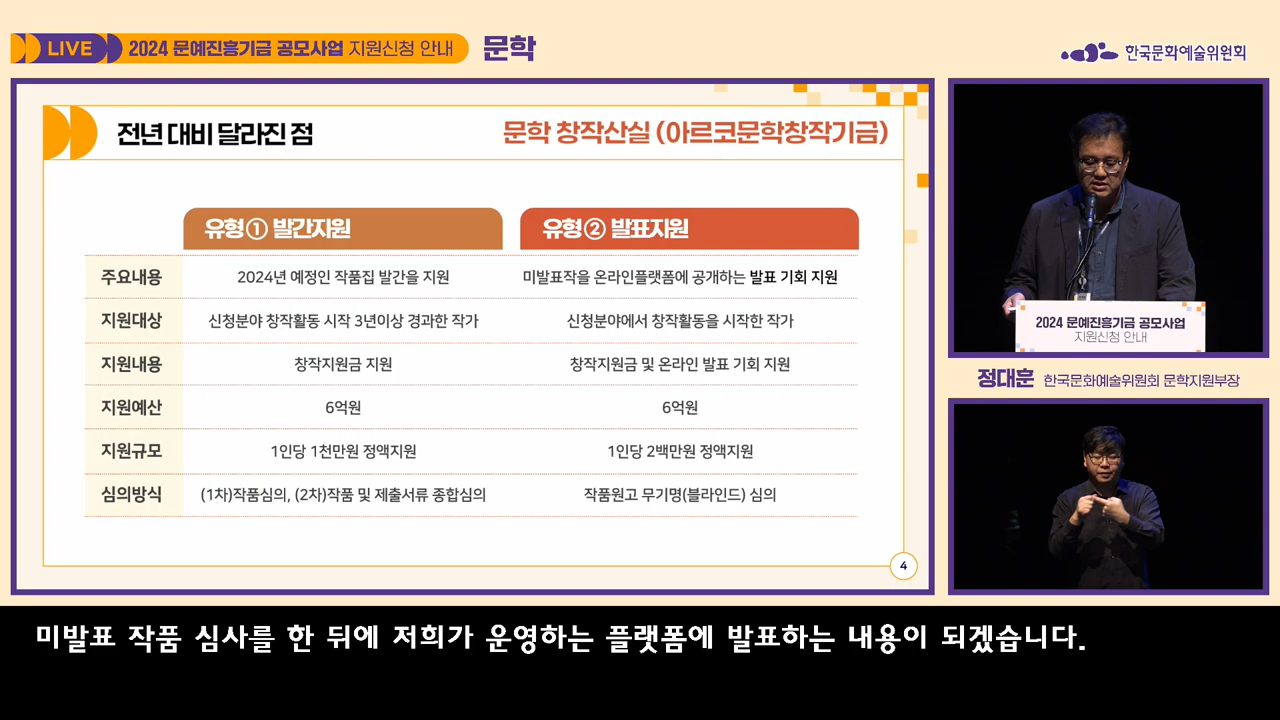 LIVE 2024 문예진흥기금 공모사업 지원신청 안내 문학
한국문화예술위원회
전년 대비 달라진 점
문학 창작산실 (아르코문학창작기금)
유형① 발간지원 유형② 발표지원
주요내용 2024년 예정인 작품집 발간을 지원 미발표작을 온라인플랫폼에 공개하는 발표 기회 지원
지원대상 신청분야 창작활동 시작 3년이상 경과한 작가 신청분야에서 창작활동을 시작한 작가
지원내용 창작지원금 지원 창작지원금 및 온라인 발표 기회 지원
지원예산 6억원 6억원
지원규모 1인당 1천만원 정액지원 1인당 2백만원 정액지원
심의방식 (1차)작품심의, (2차)작품 및 제출서류 종합심의 작품원고 무기명(블라인드) 심의
4
2024 문예진흥기금 공모사업
지원신청 안내
정대훈 한국문화예술위원회 문학지원부장
미발표 작품 심사를 한 뒤에 저희가 운영하는 플랫폼에 발표하는 내용이 되겠습니다.